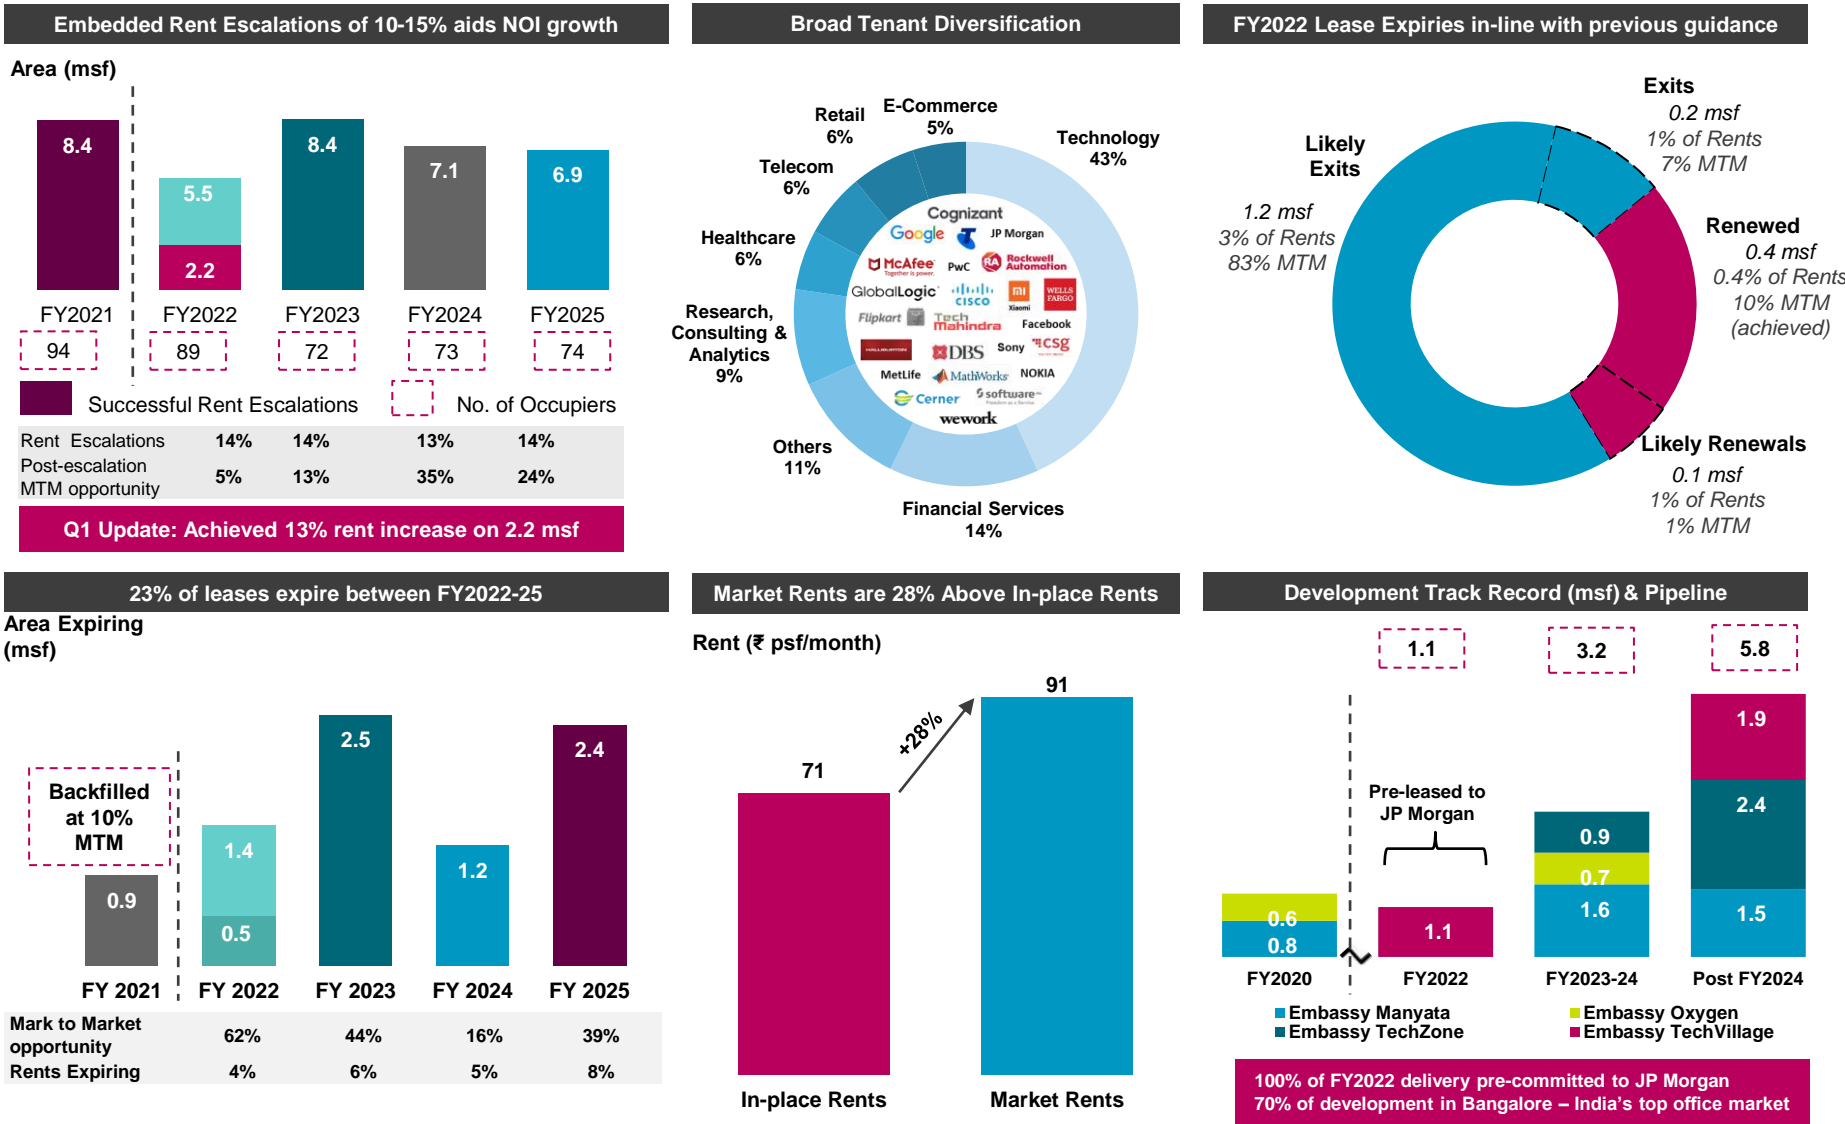 Embedded Rent Escalations of 10-15% aids NOI growth
Area (msf)
8.4
5.5
2.2
8.4
7.1
6.9
FY2021
FY2022
FY2023
FY2024
FY2025
94
89
72
73
74
Successful Rent Escalations
No. of Occupiers
Rent Escalations 14% 14% 13% 14%
Post-escalation
MTM opportunity 5% 13% 35% 24%
Q1 Update: Achieved 13% rent increase on 2.2 msf
Broad Tenant Diversification
E-Commerce
5%
Retail
6%
Technology
43%
Telecom
6%
Healthcare
6%
Research,
Consulting &
Analytics
9%
Others
11%
Financial Services
14%
Cognizant
Google
JP Morgan
McAfee
Together is power.
PwC
RA
Rockwell
Automation
GlobalLogic
CISCO
mi
Xiaomi
WELLS
FARGO
Flipkart
Tech
Mahindra
Facebook
HALLIBURTON
DBS
Sony
csg
MetLife
MathWorks
NOKIA
Cerner
software
wework
FY2022 Lease Expiries in-line with previous guidance
Exits
0.2 msf
1% of Rents
7% MTM
Likely
Exits
1.2 msf
3% of Rents
83% MTM
Renewed
0.4 msf
0.4% of Rents
10% MTM
(achieved)
Likely Renewals
0.1 msf
1% of Rents
1% MTM
23% of leases expire between FY2022-25
Area Expiring
(msf)
Backfilled
at 10%
MTM
0.9
1.4
0.5
2.5
1.2
2.4
FY 2021
FY 2022
FY 2023
FY 2024
FY 2025
Mark to Market
opportunity 62% 44% 16% 39%
Rents Expiring 4% 6% 5% 8%
Market Rents are 28% Above In-place Rents
Rent (₹ psf/month)
71
+28%
91
In-place Rents
Market Rents
Development Track Record (msf) & Pipeline
1.1
3.2
5.8
Pre-leased to
JP Morgan
0.6
0.8
1.1
0.9
0.7
1.6
1.9
2.4
1.5
FY2020
FY2022
FY2023-24
Post FY2024
Embassy Manyata
Embassy Oxygen
Embassy TechZone
Embassy TechVillage
100% of FY2022 delivery pre-committed to JP Morgan
70% of development in Bangalore – India's top office market